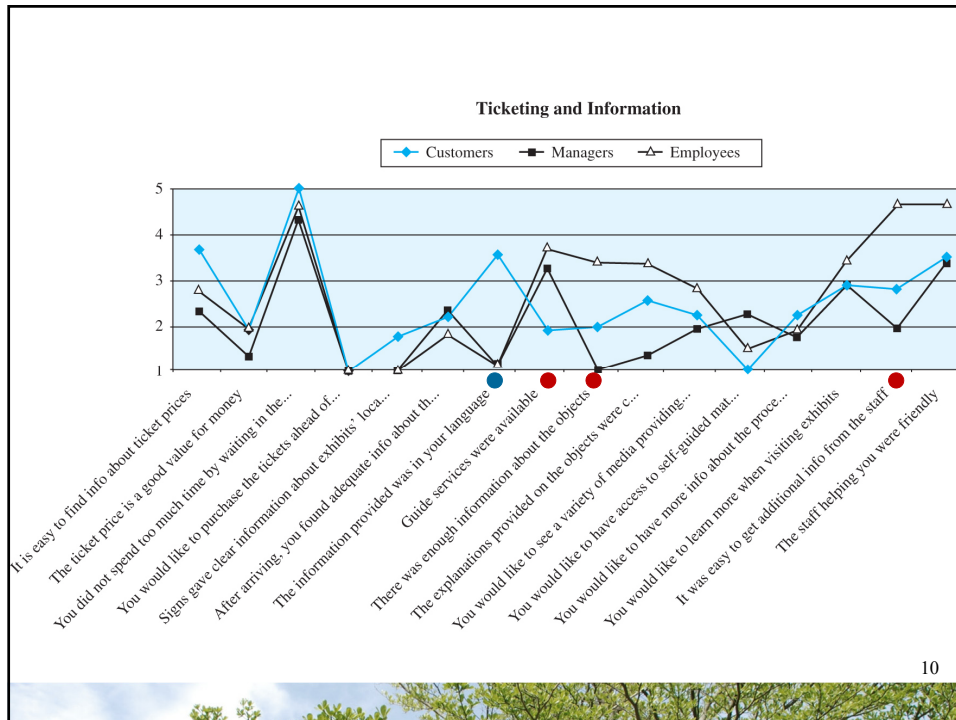 Ticketing and Information
Customers Managers Employees
5
4
3
2
1
It is easy to find info about ticket prices
The ticket price is a good value for money
You did not spend too much time by waiting in the...
You would like to purchase the tickets ahead of...
Signs gave clear information about exhibits' loca...
After arriving, you found adequate info about th...
The information provided was in your language
Guide services were available
There was enough information about the objects
The explanations provided on the objects were c...
You would like to see a variety of media providing...
You would like to have access to self-guided mat...
You would like to have more info about the proce...
You would like to learn more when visiting exhibits
It was easy to get additional info from the staff
The staff helping you were friendly
10